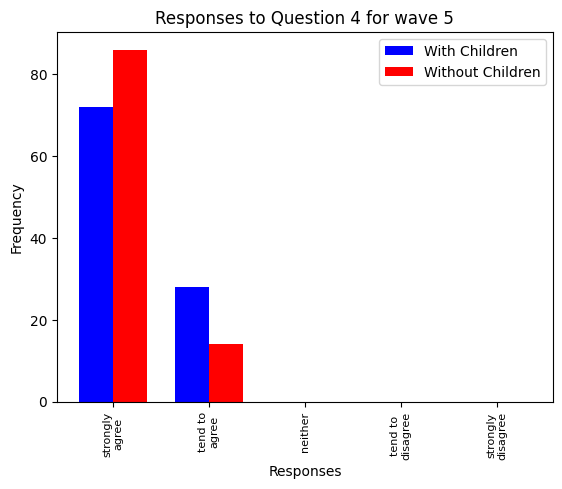 Responses to Question 4 for wave 5
With Children
Without Children
Frequency
80
60
40
20
0
strongly
agree
tend to
agree
neither
tend to
disagree
strongly
disagree
Responses